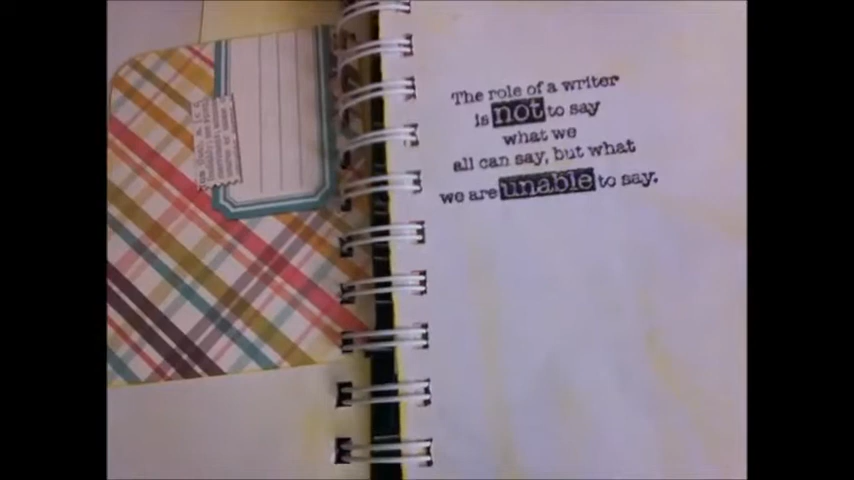 The role of a writer
is not to say
what we
all can say, but what
we are unable to say.